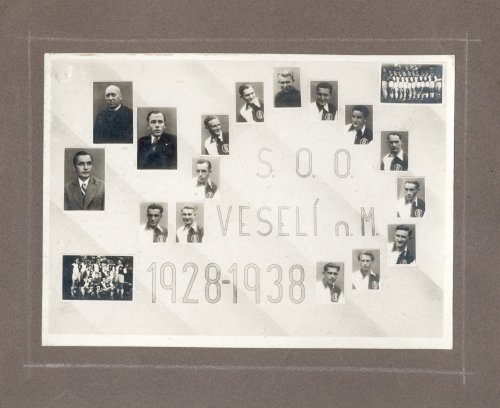 S. O. O.
VESELÍ n. M.
1928-1938